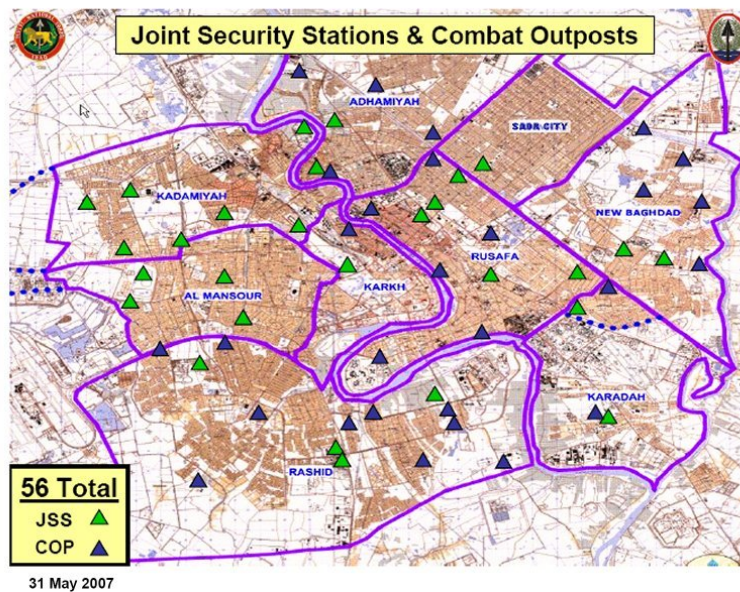 Joint Security Stations & Combat Outposts
ADHAMIYAH
SADR CITY
KADAMIYAH
NEW BAGHDAD
RUSAFA
KARKH
AL MANSOUR
KARADAH
RASHID
56 Total
JSS
COP
31 May 2007